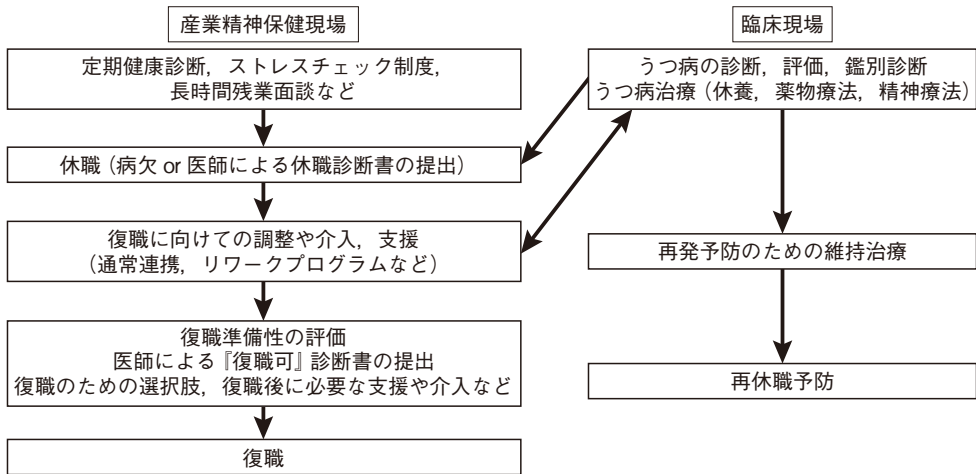 産業精神保健現場
定期健康診断，ストレスチェック制度，
長時間残業面談など
休職（病欠 or 医師による休職診断書の提出）
復職に向けての調整や介入，支援
（通常連携，リワークプログラムなど）
復職準備性の評価
医師による『復職可』診断書の提出
復職のための選択肢，復職後に必要な支援や介入など
復職
臨床現場
うつ病の診断，評価，鑑別診断
うつ病治療（休養，薬物療法，精神療法）
再発予防のための維持治療
再休職予防